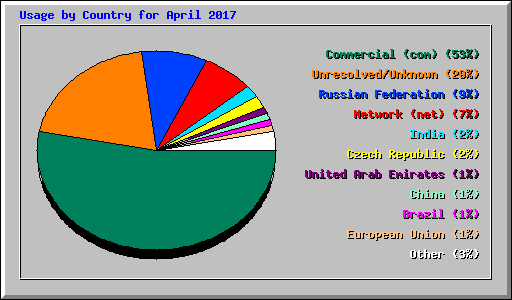 Usage by Country for April 2017
Commercial (com) (53%)
Unresolved/Unknown (20%)
Russian Federation (9%)
Network (net) (7%)
India (2%)
Czech Republic (2%)
United Arab Emirates (1%)
China (1%)
Brazil (1%)
European Union (1%)
Other (3%)